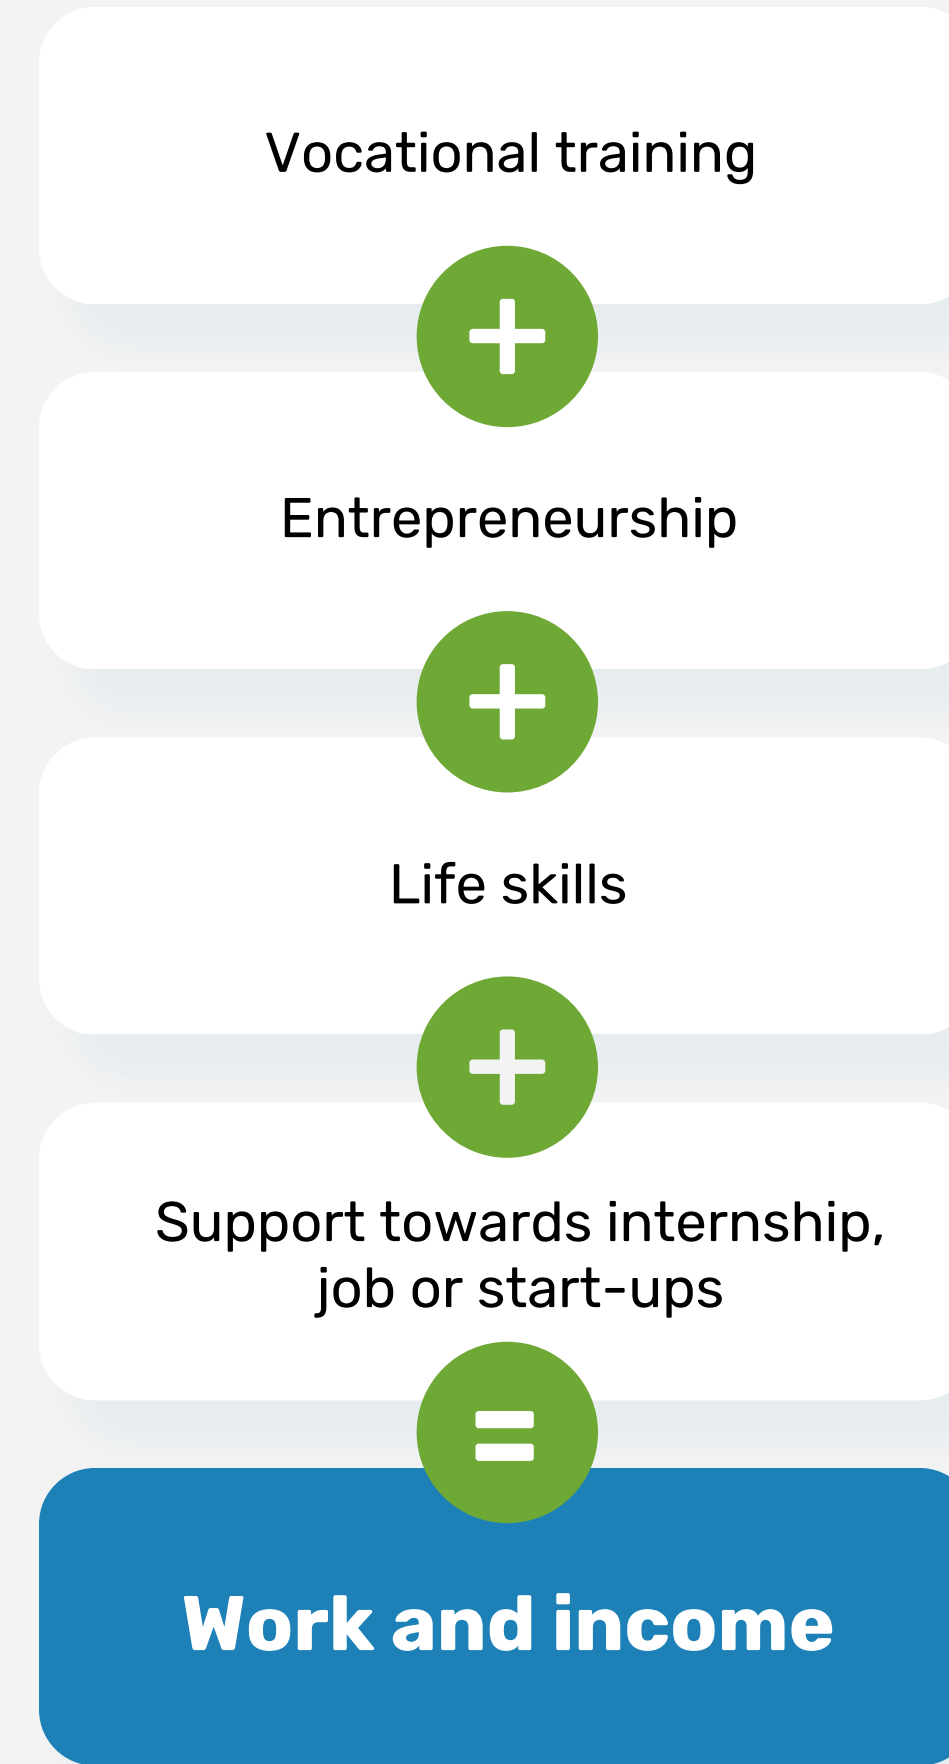 Vocational training
+
Entrepreneurship
+
Life skills
+
Support towards internship,
job or start-ups
=
Work and income